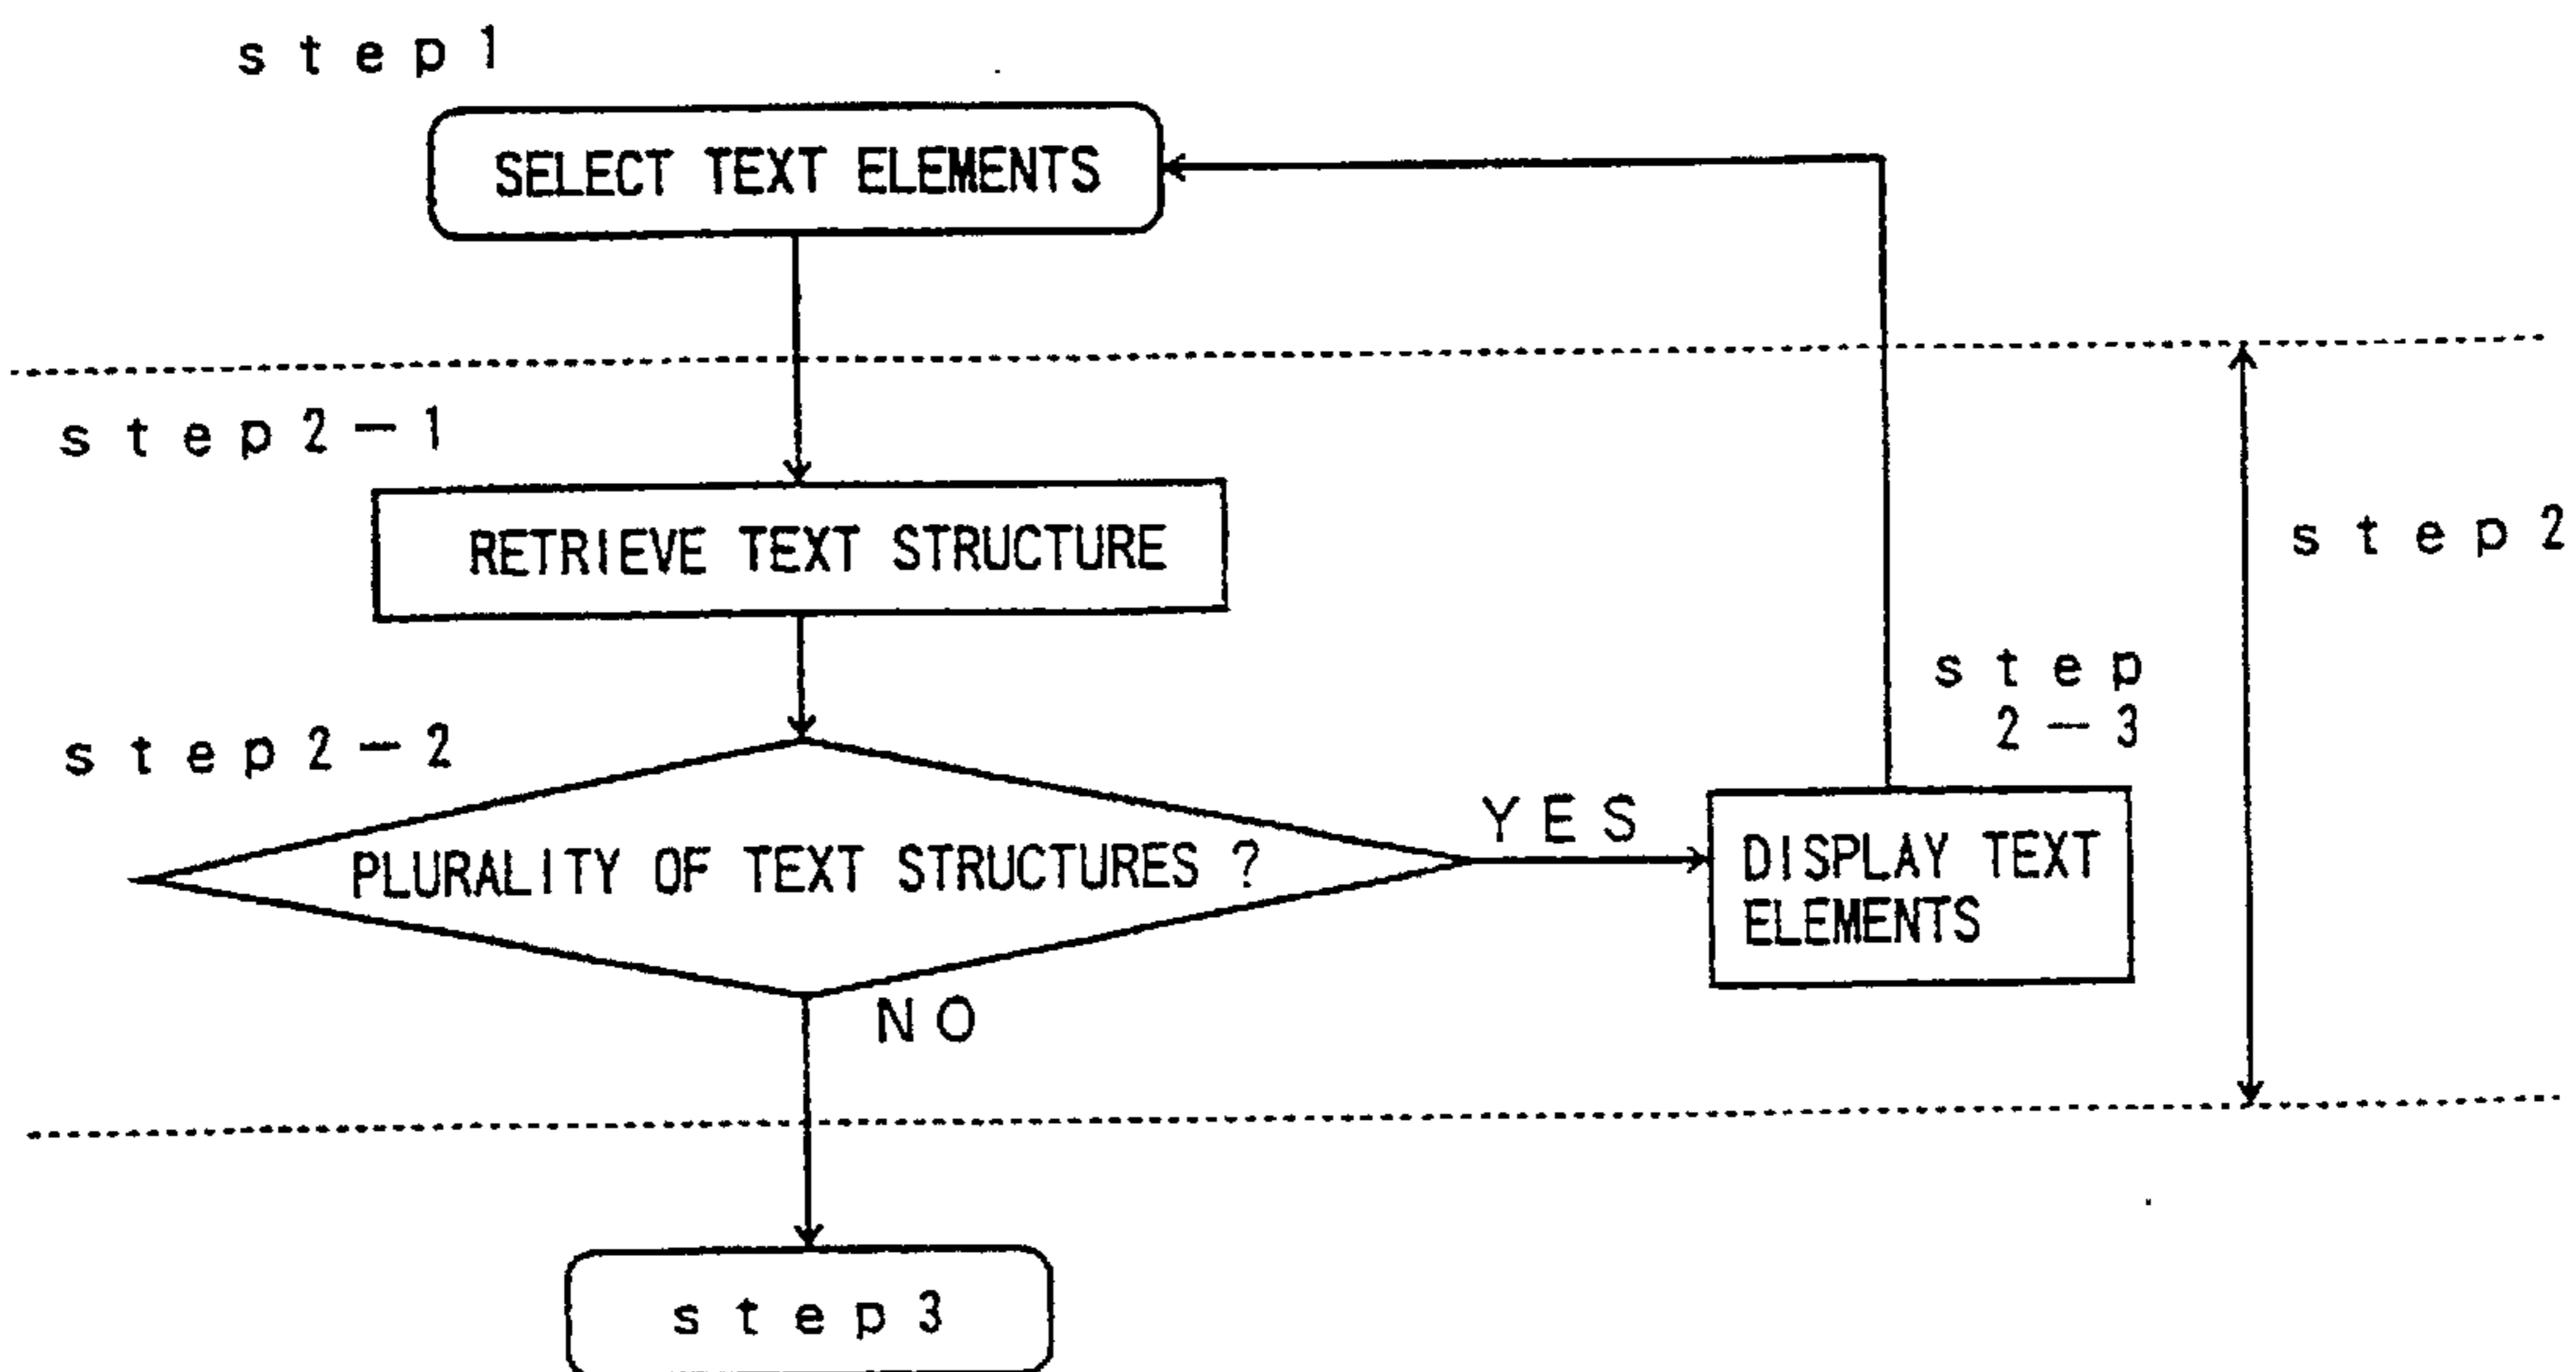 step1
SELECT TEXT ELEMENTS
step2-1
RETRIEVE TEXT STRUCTURE
step2
step
2-3
step2-2
PLURALITY OF TEXT STRUCTURES ?
YES
DISPLAY TEXT
ELEMENTS
NO
step3